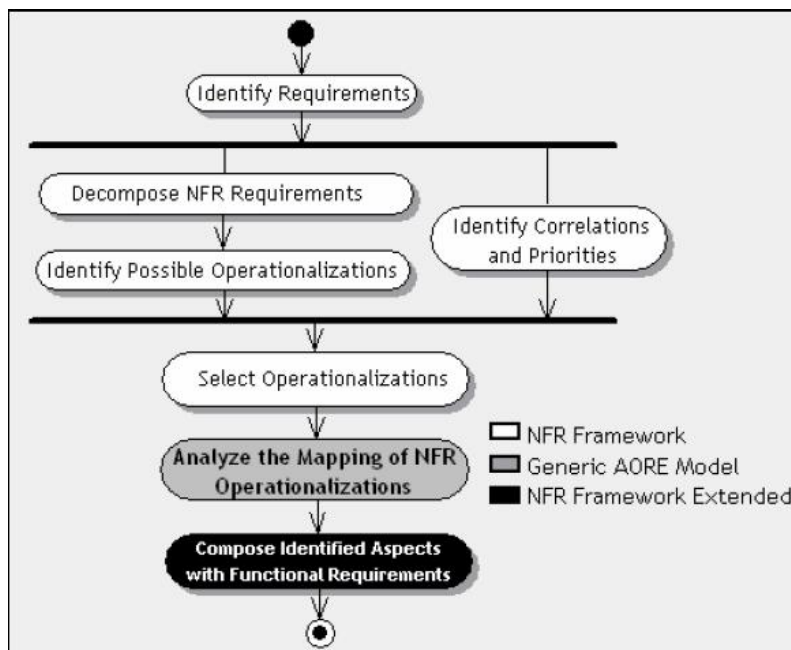 Identify Requirements
Decompose NFR Requirements
Identify Correlations
and Priorities
Identify Possible Operationalizations
Select Operationalizations
Analyze the Mapping of NFR
Operationalizations
NFR Framework
Generic AORE Model
NFR Framework Extended
Compose Identified Aspects
with Functional Requirements